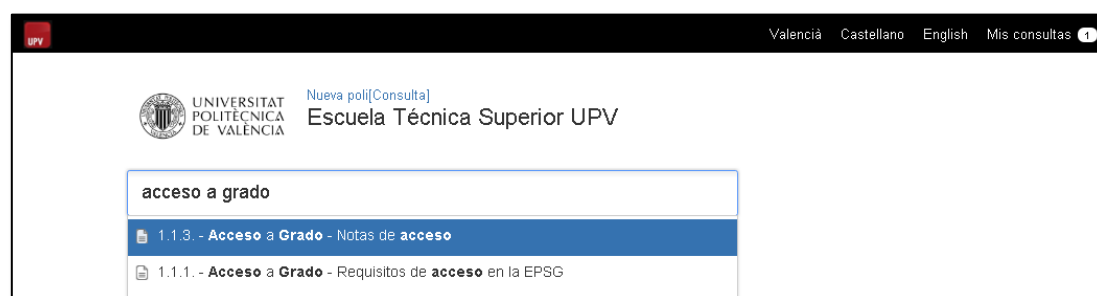 UPV
Valencià Castellano English Mis consultas 1
UNIVERSITAT
POLITÈCNICA
DE VALÈNCIA
Nueva poli[Consulta]
Escuela Técnica Superior UPV
acceso a grado
1.1.3. - Acceso a Grado - Notas de acceso
1.1.1. - Acceso a Grado - Requisitos de acceso en la EPSG